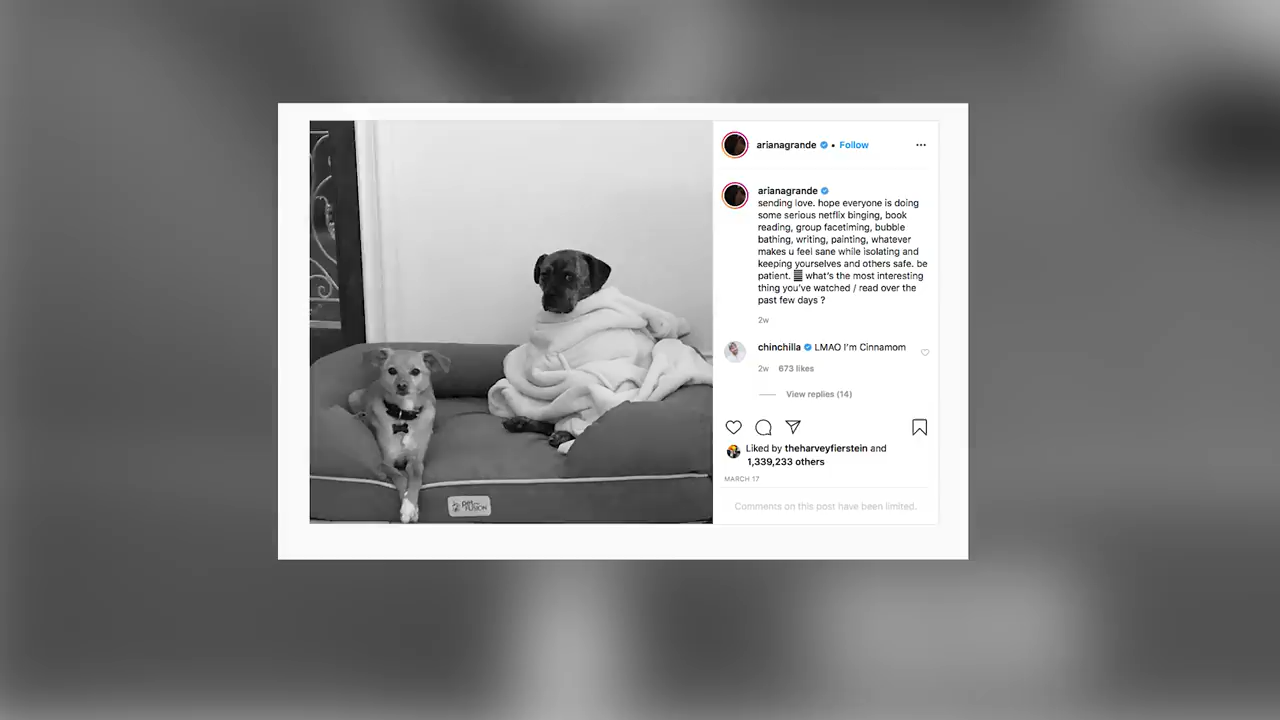 arianagrande • Follow
arianagrande
sending love. hope everyone is doing
some serious netflix binging, book
reading, group facetiming, bubble
bathing, writing, painting, whatever
makes u feel sane while isolating and
keeping yourselves and others safe. be
patient. what's the most interesting
thing you've watched / read over the
past few days ?
2w
chinchilla LMAO I'm Cinnamom
2w 673 likes
View replies (14)
Liked by theharveyfierstein and
1,339,233 others
MARCH 17
Comments on this post have been limited.
pet
FUSION